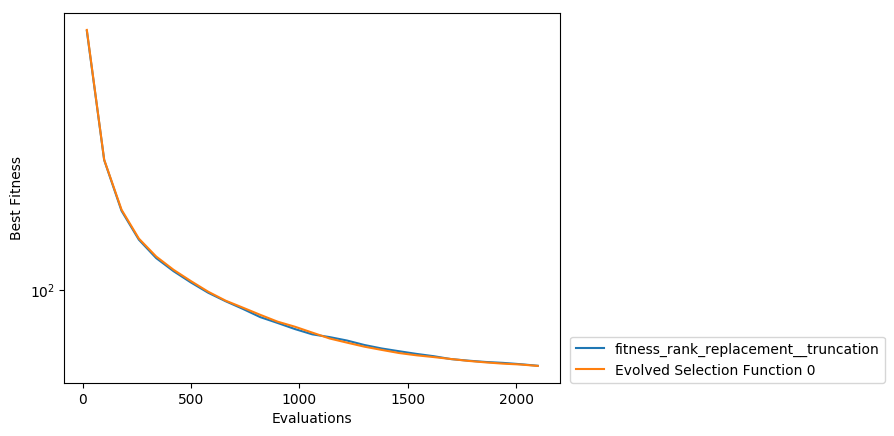 Best Fitness
10²
0 500 1000 1500 2000
Evaluations
fitness_rank_replacement__truncation
Evolved Selection Function 0